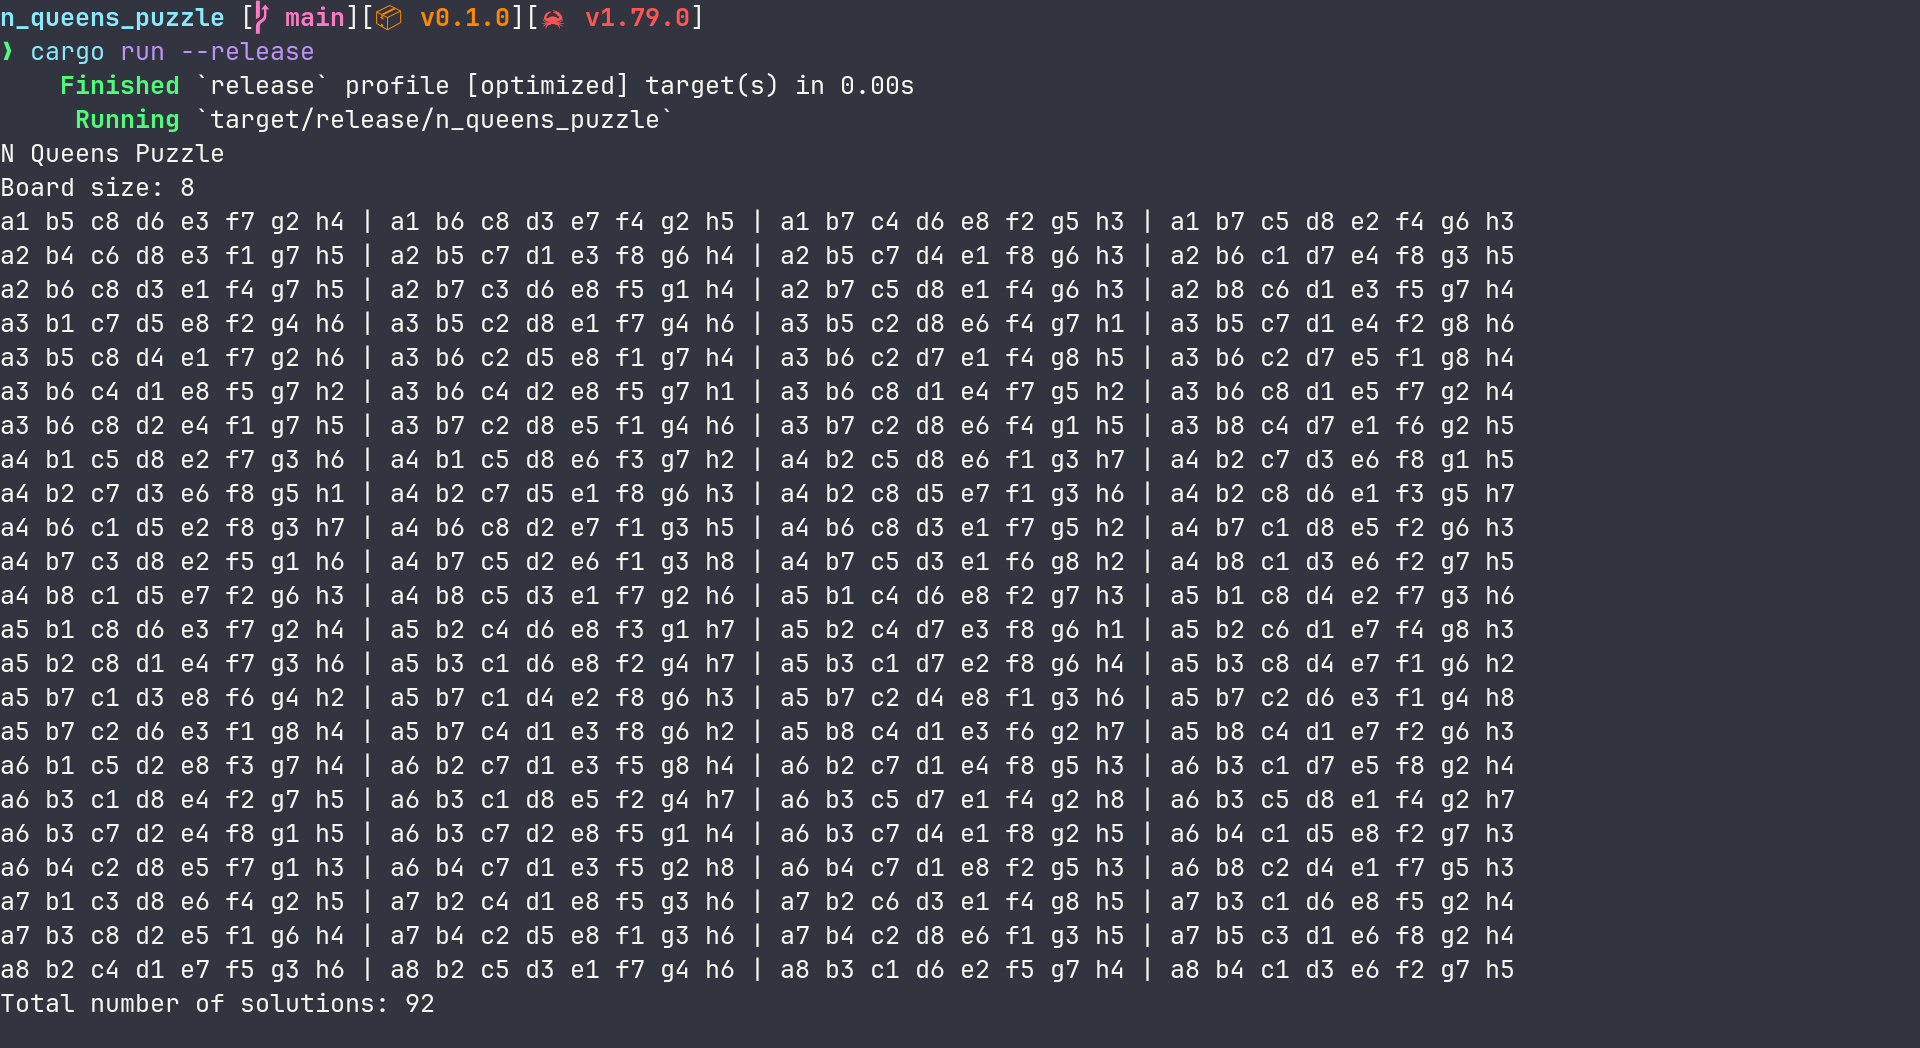 n_queens_puzzle [ main][📦 v0.1.0][🦀 v1.79.0]
❱ cargo run --release
    Finished `release` profile [optimized] target(s) in 0.00s
     Running `target/release/n_queens_puzzle`
N Queens Puzzle
Board size: 8
a1 b5 c8 d6 e3 f7 g2 h4 | a1 b6 c8 d3 e7 f4 g2 h5 | a1 b7 c4 d6 e8 f2 g5 h3 | a1 b7 c5 d8 e2 f4 g6 h3
a2 b4 c6 d8 e3 f1 g7 h5 | a2 b5 c7 d1 e3 f8 g6 h4 | a2 b5 c7 d4 e1 f8 g6 h3 | a2 b6 c1 d7 e4 f8 g3 h5
a2 b6 c8 d3 e1 f4 g7 h5 | a2 b7 c3 d6 e8 f5 g1 h4 | a2 b7 c5 d8 e1 f4 g6 h3 | a2 b8 c6 d1 e3 f5 g7 h4
a3 b1 c7 d5 e8 f2 g4 h6 | a3 b5 c2 d8 e1 f7 g4 h6 | a3 b5 c2 d8 e6 f4 g7 h1 | a3 b5 c7 d1 e4 f2 g8 h6
a3 b5 c8 d4 e1 f7 g2 h6 | a3 b6 c2 d5 e8 f1 g7 h4 | a3 b6 c2 d7 e1 f4 g8 h5 | a3 b6 c2 d7 e5 f1 g8 h4
a3 b6 c4 d1 e8 f5 g7 h2 | a3 b6 c4 d2 e8 f5 g7 h1 | a3 b6 c8 d1 e4 f7 g5 h2 | a3 b6 c8 d1 e5 f7 g2 h4
a3 b6 c8 d2 e4 f1 g7 h5 | a3 b7 c2 d8 e5 f1 g4 h6 | a3 b7 c2 d8 e6 f4 g1 h5 | a3 b8 c4 d7 e1 f6 g2 h5
a4 b1 c5 d8 e2 f7 g3 h6 | a4 b1 c5 d8 e6 f3 g7 h2 | a4 b2 c5 d8 e6 f1 g3 h7 | a4 b2 c7 d3 e6 f8 g1 h5
a4 b2 c7 d3 e6 f8 g5 h1 | a4 b2 c7 d5 e1 f8 g6 h3 | a4 b2 c8 d5 e7 f1 g3 h6 | a4 b2 c8 d6 e1 f3 g5 h7
a4 b6 c1 d5 e2 f8 g3 h7 | a4 b6 c8 d2 e7 f1 g3 h5 | a4 b6 c8 d3 e1 f7 g5 h2 | a4 b7 c1 d8 e5 f2 g6 h3
a4 b7 c3 d8 e2 f5 g1 h6 | a4 b7 c5 d2 e6 f1 g3 h8 | a4 b7 c5 d3 e1 f6 g8 h2 | a4 b8 c1 d3 e6 f2 g7 h5
a4 b8 c1 d5 e7 f2 g6 h3 | a4 b8 c5 d3 e1 f7 g2 h6 | a5 b1 c4 d6 e8 f2 g7 h3 | a5 b1 c8 d4 e2 f7 g3 h6
a5 b1 c8 d6 e3 f7 g2 h4 | a5 b2 c4 d6 e8 f3 g1 h7 | a5 b2 c4 d7 e3 f8 g6 h1 | a5 b2 c6 d1 e7 f4 g8 h3
a5 b2 c8 d1 e4 f7 g3 h6 | a5 b3 c1 d6 e8 f2 g4 h7 | a5 b3 c1 d7 e2 f8 g6 h4 | a5 b3 c8 d4 e7 f1 g6 h2
a5 b7 c1 d3 e8 f6 g4 h2 | a5 b7 c1 d4 e2 f8 g6 h3 | a5 b7 c2 d4 e8 f1 g3 h6 | a5 b7 c2 d6 e3 f1 g4 h8
a5 b7 c2 d6 e3 f1 g8 h4 | a5 b7 c4 d1 e3 f8 g6 h2 | a5 b8 c4 d1 e3 f6 g2 h7 | a5 b8 c4 d1 e7 f2 g6 h3
a6 b1 c5 d2 e8 f3 g7 h4 | a6 b2 c7 d1 e3 f5 g8 h4 | a6 b2 c7 d1 e4 f8 g5 h3 | a6 b3 c1 d7 e5 f8 g2 h4
a6 b3 c1 d8 e4 f2 g7 h5 | a6 b3 c1 d8 e5 f2 g4 h7 | a6 b3 c5 d7 e1 f4 g2 h8 | a6 b3 c5 d8 e1 f4 g2 h7
a6 b3 c7 d2 e4 f8 g1 h5 | a6 b3 c7 d2 e8 f5 g1 h4 | a6 b3 c7 d4 e1 f8 g2 h5 | a6 b4 c1 d5 e8 f2 g7 h3
a6 b4 c2 d8 e5 f7 g1 h3 | a6 b4 c7 d1 e3 f5 g2 h8 | a6 b4 c7 d1 e8 f2 g5 h3 | a6 b8 c2 d4 e1 f7 g5 h3
a7 b1 c3 d8 e6 f4 g2 h5 | a7 b2 c4 d1 e8 f5 g3 h6 | a7 b2 c6 d3 e1 f4 g8 h5 | a7 b3 c1 d6 e8 f5 g2 h4
a7 b3 c8 d2 e5 f1 g6 h4 | a7 b4 c2 d5 e8 f1 g3 h6 | a7 b4 c2 d8 e6 f1 g3 h5 | a7 b5 c3 d1 e6 f8 g2 h4
a8 b2 c4 d1 e7 f5 g3 h6 | a8 b2 c5 d3 e1 f7 g4 h6 | a8 b3 c1 d6 e2 f5 g7 h4 | a8 b4 c1 d3 e6 f2 g7 h5
Total number of solutions: 92